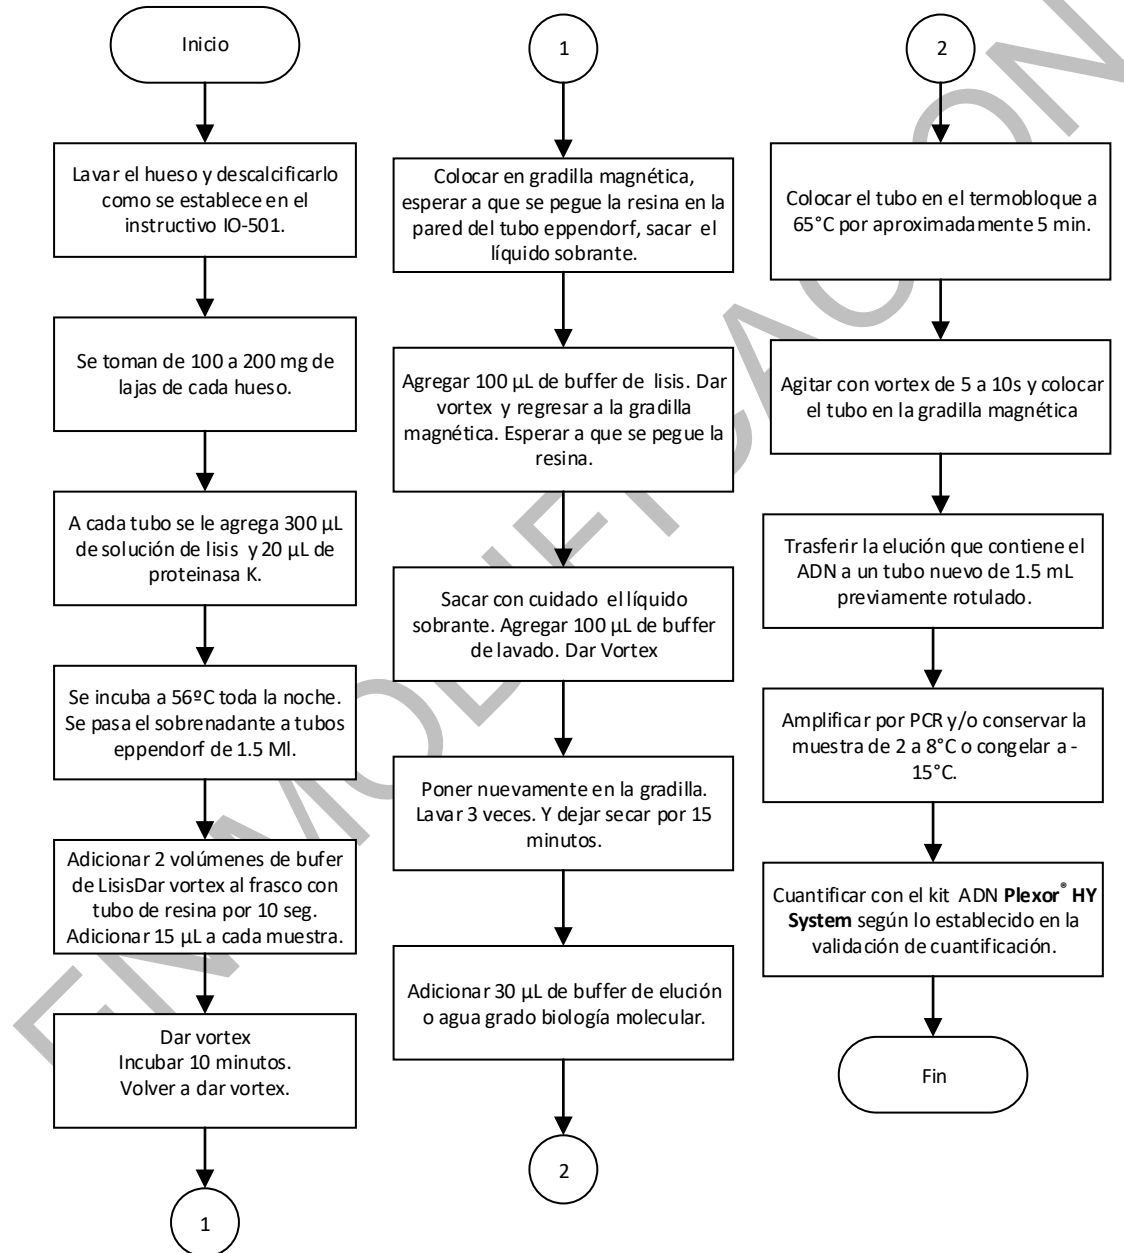 Inicio
Lavar el hueso y descalcificarlo
como se establece en el
instructivo IO-501.
Se toman de 100 a 200 mg de
lajas de cada hueso.
A cada tubo se le agrega 300 µL
de solución de lisis y 20 µL de
proteinasa K.
Se incuba a 56ºC toda la noche.
Se pasa el sobrenadante a tubos
eppendorf de 1.5 Ml.
Adicionar 2 volúmenes de bufer
de LisisDar vortex al frasco con
tubo de resina por 10 seg.
Adicionar 15 µL a cada muestra.
Dar vortex
Incubar 10 minutos.
Volver a dar vortex.
1
1
Colocar en gradilla magnética,
esperar a que se pegue la resina en la
pared del tubo eppendorf, sacar el
líquido sobrante.
Agregar 100 µL de buffer de lisis. Dar
vortex y regresar a la gradilla
magnética. Esperar a que se pegue la
resina.
Sacar con cuidado el líquido
sobrante. Agregar 100 µL de buffer
de lavado. Dar Vortex
Poner nuevamente en la gradilla.
Lavar 3 veces. Y dejar secar por 15
minutos.
Adicionar 30 µL de buffer de elución
o agua grado biología molecular.
2
2
Colocar el tubo en el termobloque a
65°C por aproximadamente 5 min.
Agitar con vortex de 5 a 10s y colocar
el tubo en la gradilla magnética
Trasferir la elución que contiene el
ADN a un tubo nuevo de 1.5 mL
previamente rotulado.
Amplificar por PCR y/o conservar la
muestra de 2 a 8°C o congelar a -
15°C.
Cuantificar con el kit ADN Plexor® HY
System según lo establecido en la
validación de cuantificación.
Fin